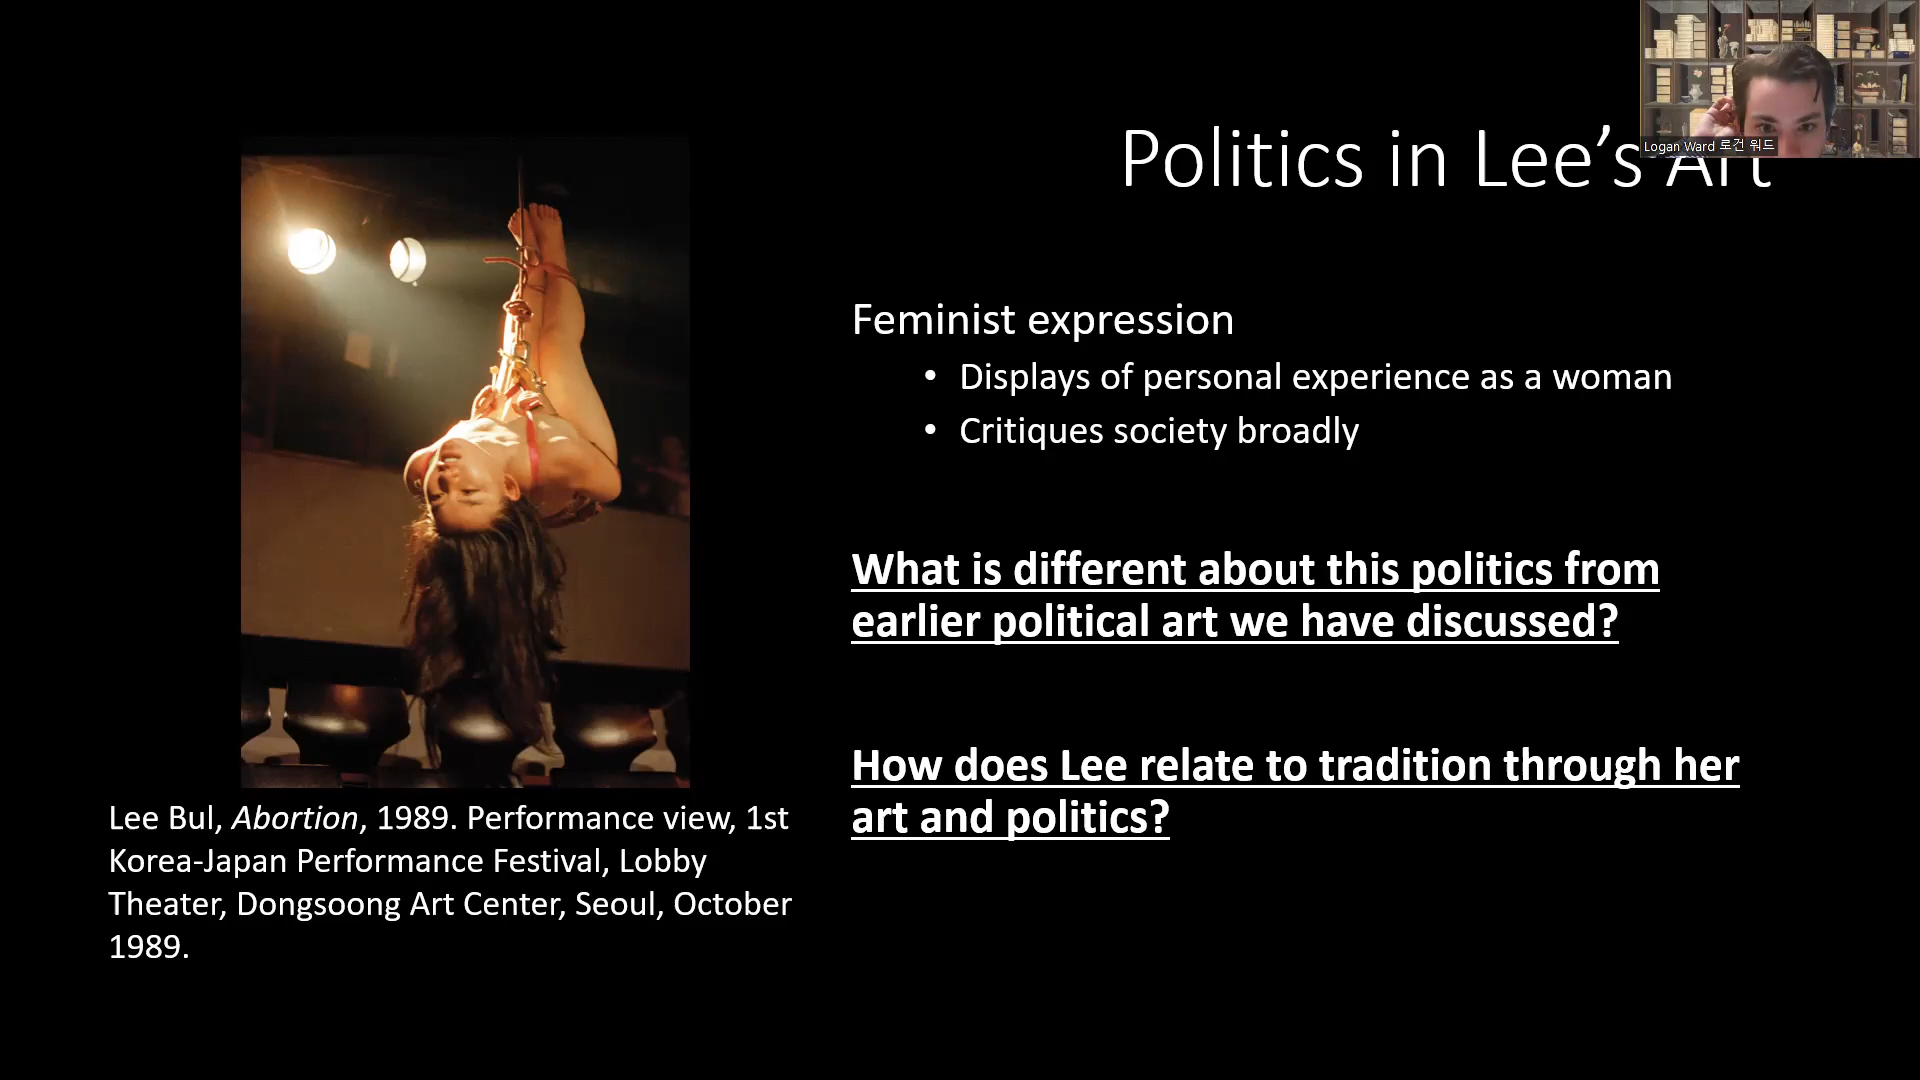 Logan Ward 로건 워드
Politics in Lee’s Art
Feminist expression
• Displays of personal experience as a woman
• Critiques society broadly
What is different about this politics from
earlier political art we have discussed?
How does Lee relate to tradition through her
art and politics?
Lee Bul, Abortion, 1989. Performance view, 1st
Korea-Japan Performance Festival, Lobby
Theater, Dongsoong Art Center, Seoul, October
1989.